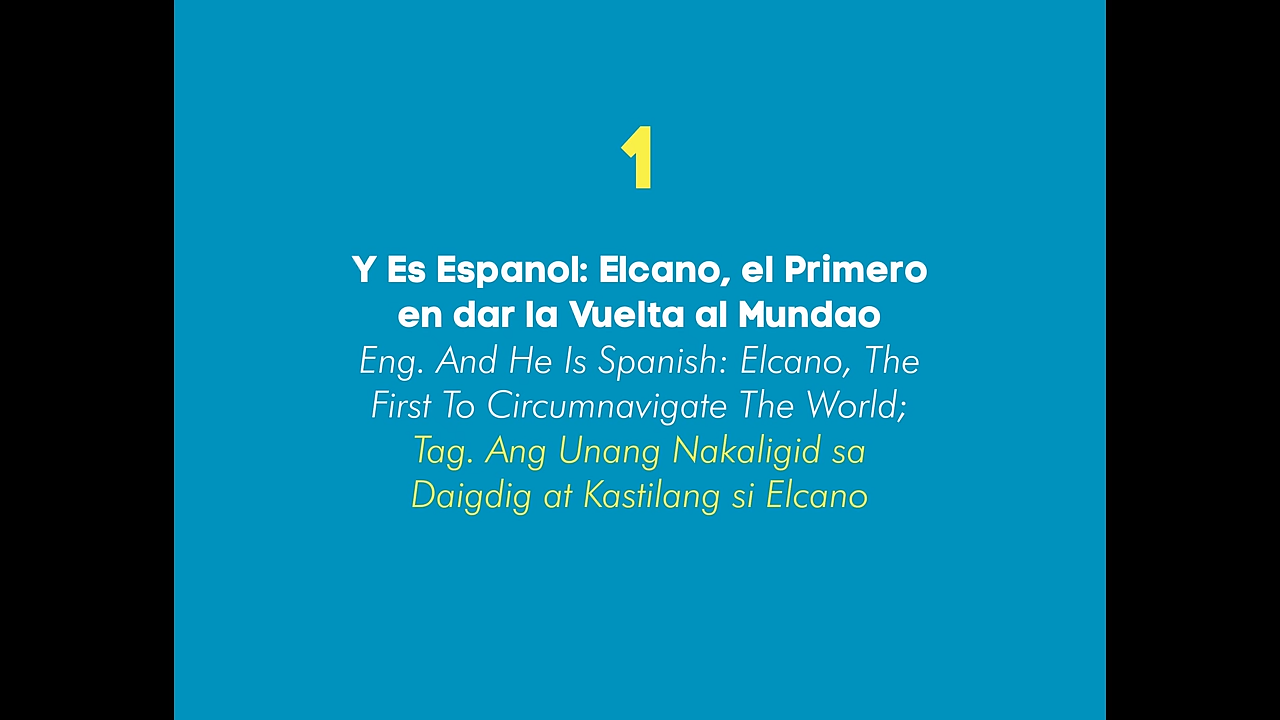 1
Y Es Espanol: Elcano, el Primero
en dar la Vuelta al Mundao
Eng. And He Is Spanish: Elcano, The
First To Circumnavigate The World;
Tag. Ang Unang Nakaligid sa
Daigdig at Kastilang si Elcano